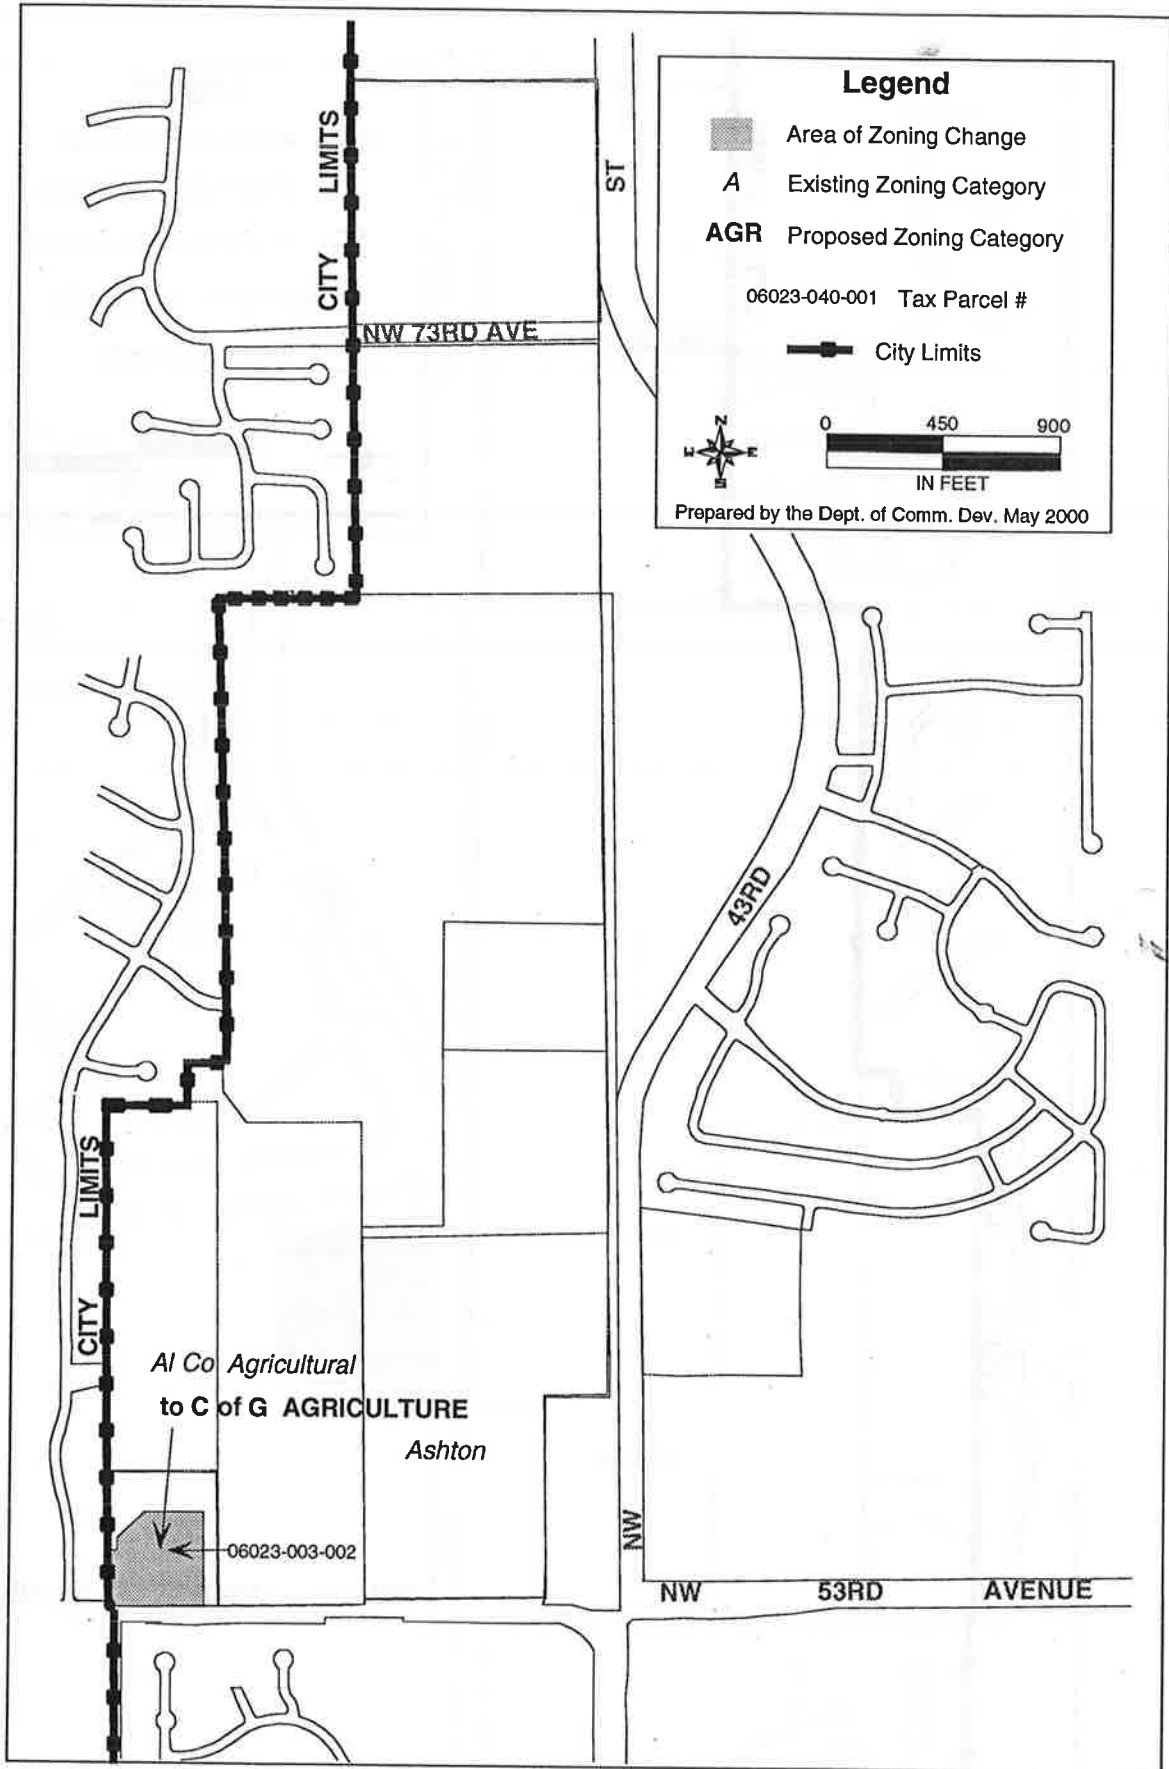 Legend
Area of Zoning Change
A Existing Zoning Category
AGR Proposed Zoning Category
06023-040-001 Tax Parcel #
City Limits
N
W E
S
0 450 900
IN FEET
Prepared by the Dept. of Comm. Dev. May 2000
CITY LIMITS
ST
NW 73RD AVE
43RD
CITY LIMITS
Al Co Agricultural
to C of G AGRICULTURE
Ashton
06023-003-002
NW
NW 53RD AVENUE